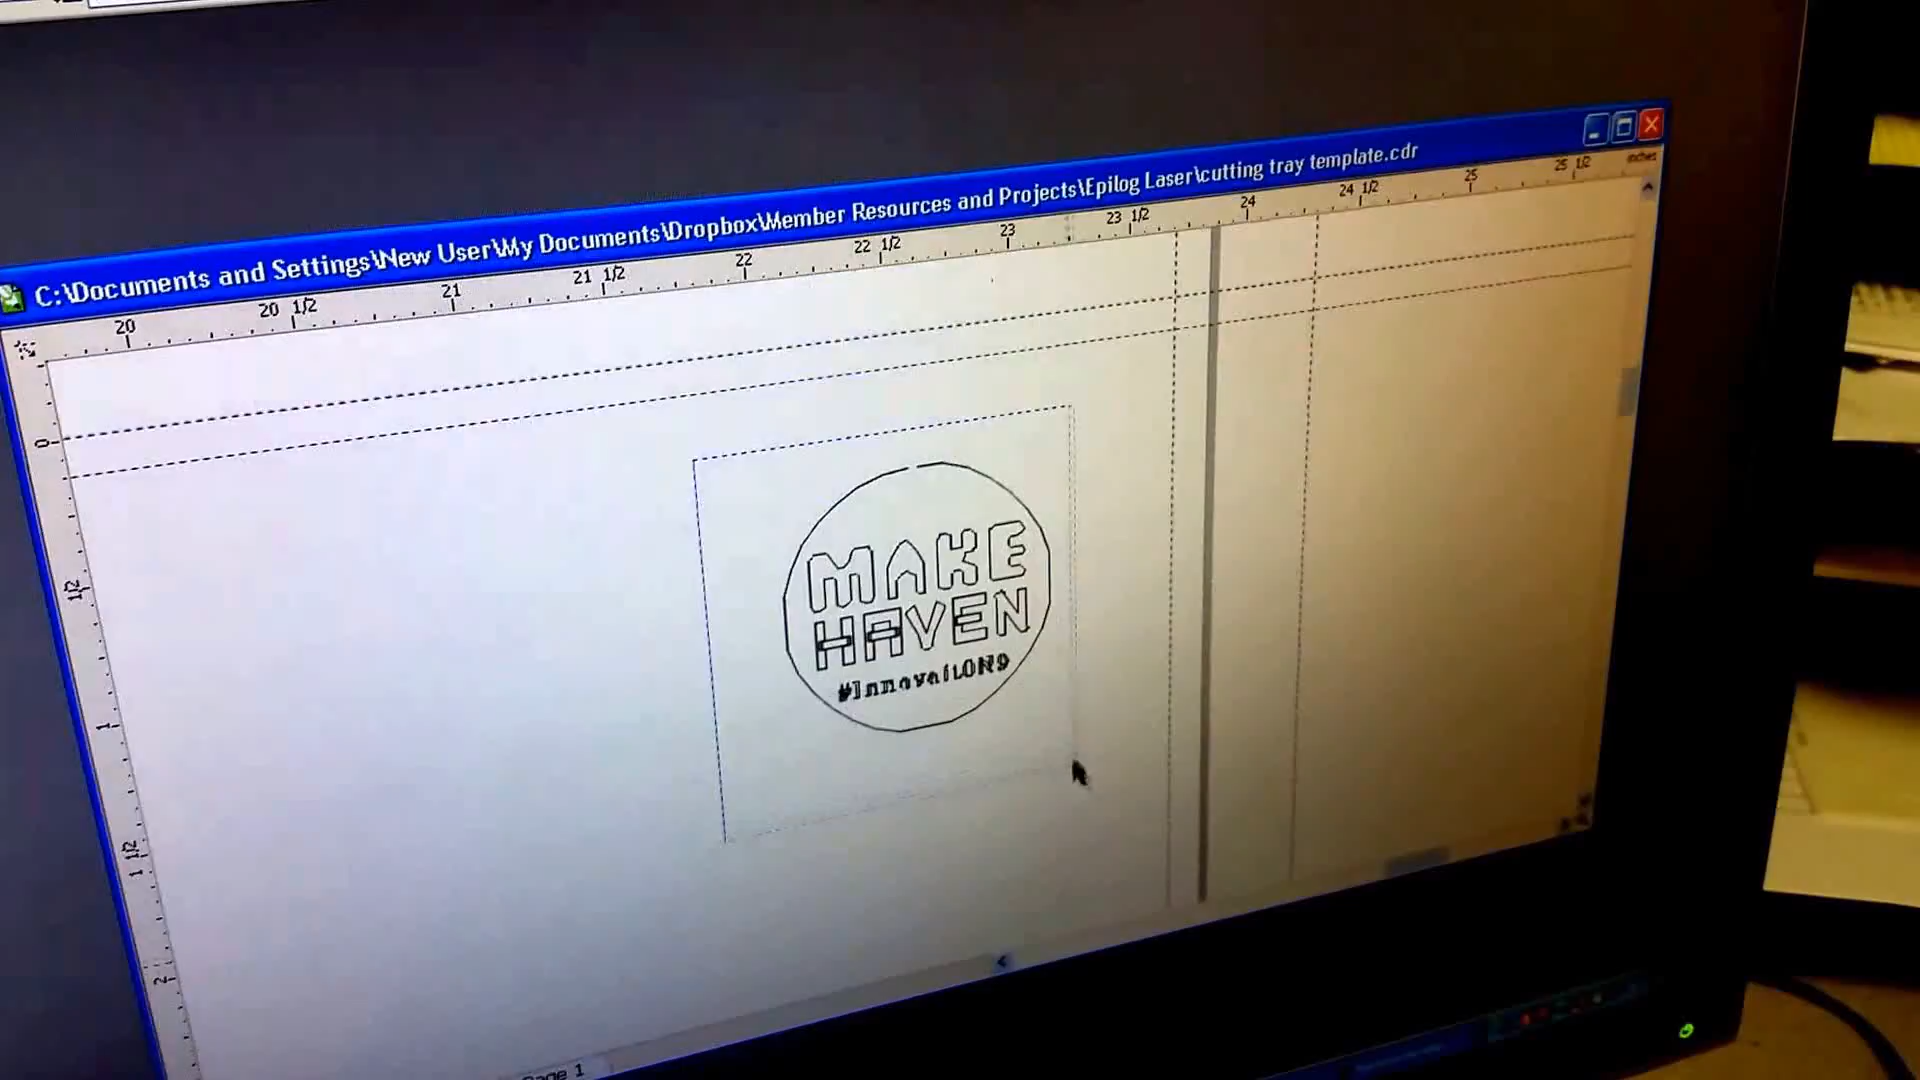 C:\Documents and Settings\New User\My Documents\Dropbox\Member Resources and Projects\Epilog Laser\cutting tray template.cdr
20 20 1/2 21 21 1/2 22 22 1/2 23 23 1/2 24 24 1/2 25 25 1/2 inches
0
1/2
1
1 1/2
2
MAKE
HAVEN
Page 1